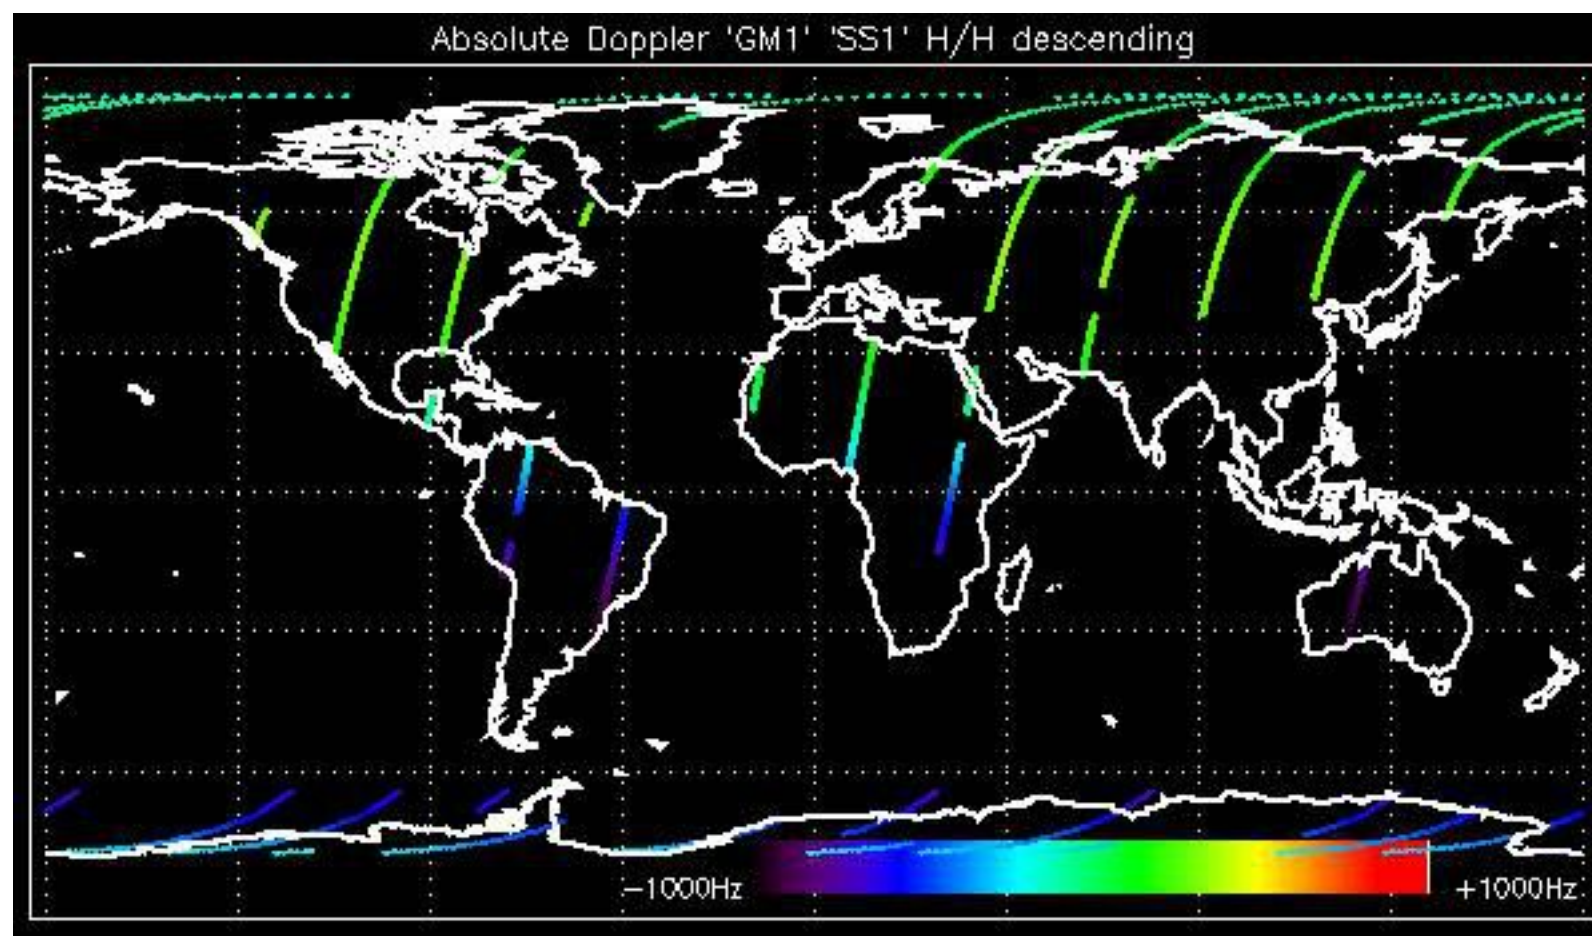 Absolute Doppler 'GM1' 'SS1' H/H descending
−1000Hz
+1000Hz